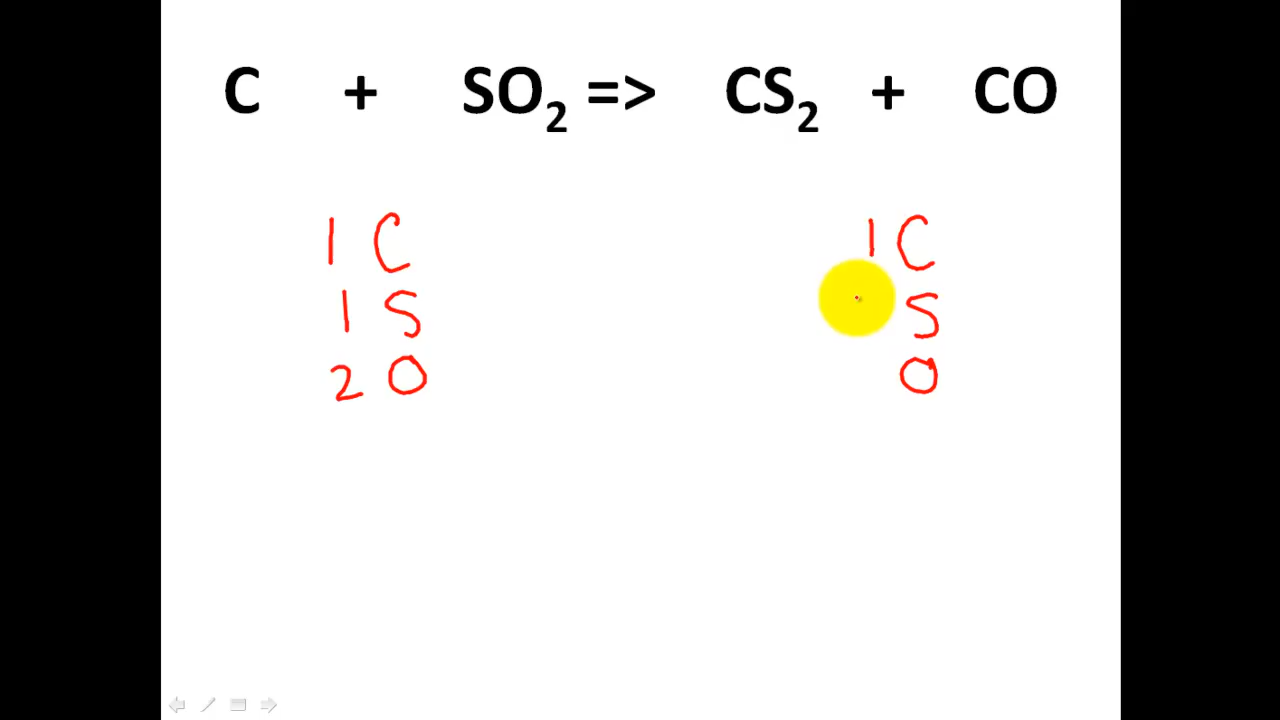 C + SO₂ => CS₂ + CO
1 C 1 C
1 S S
2 O O